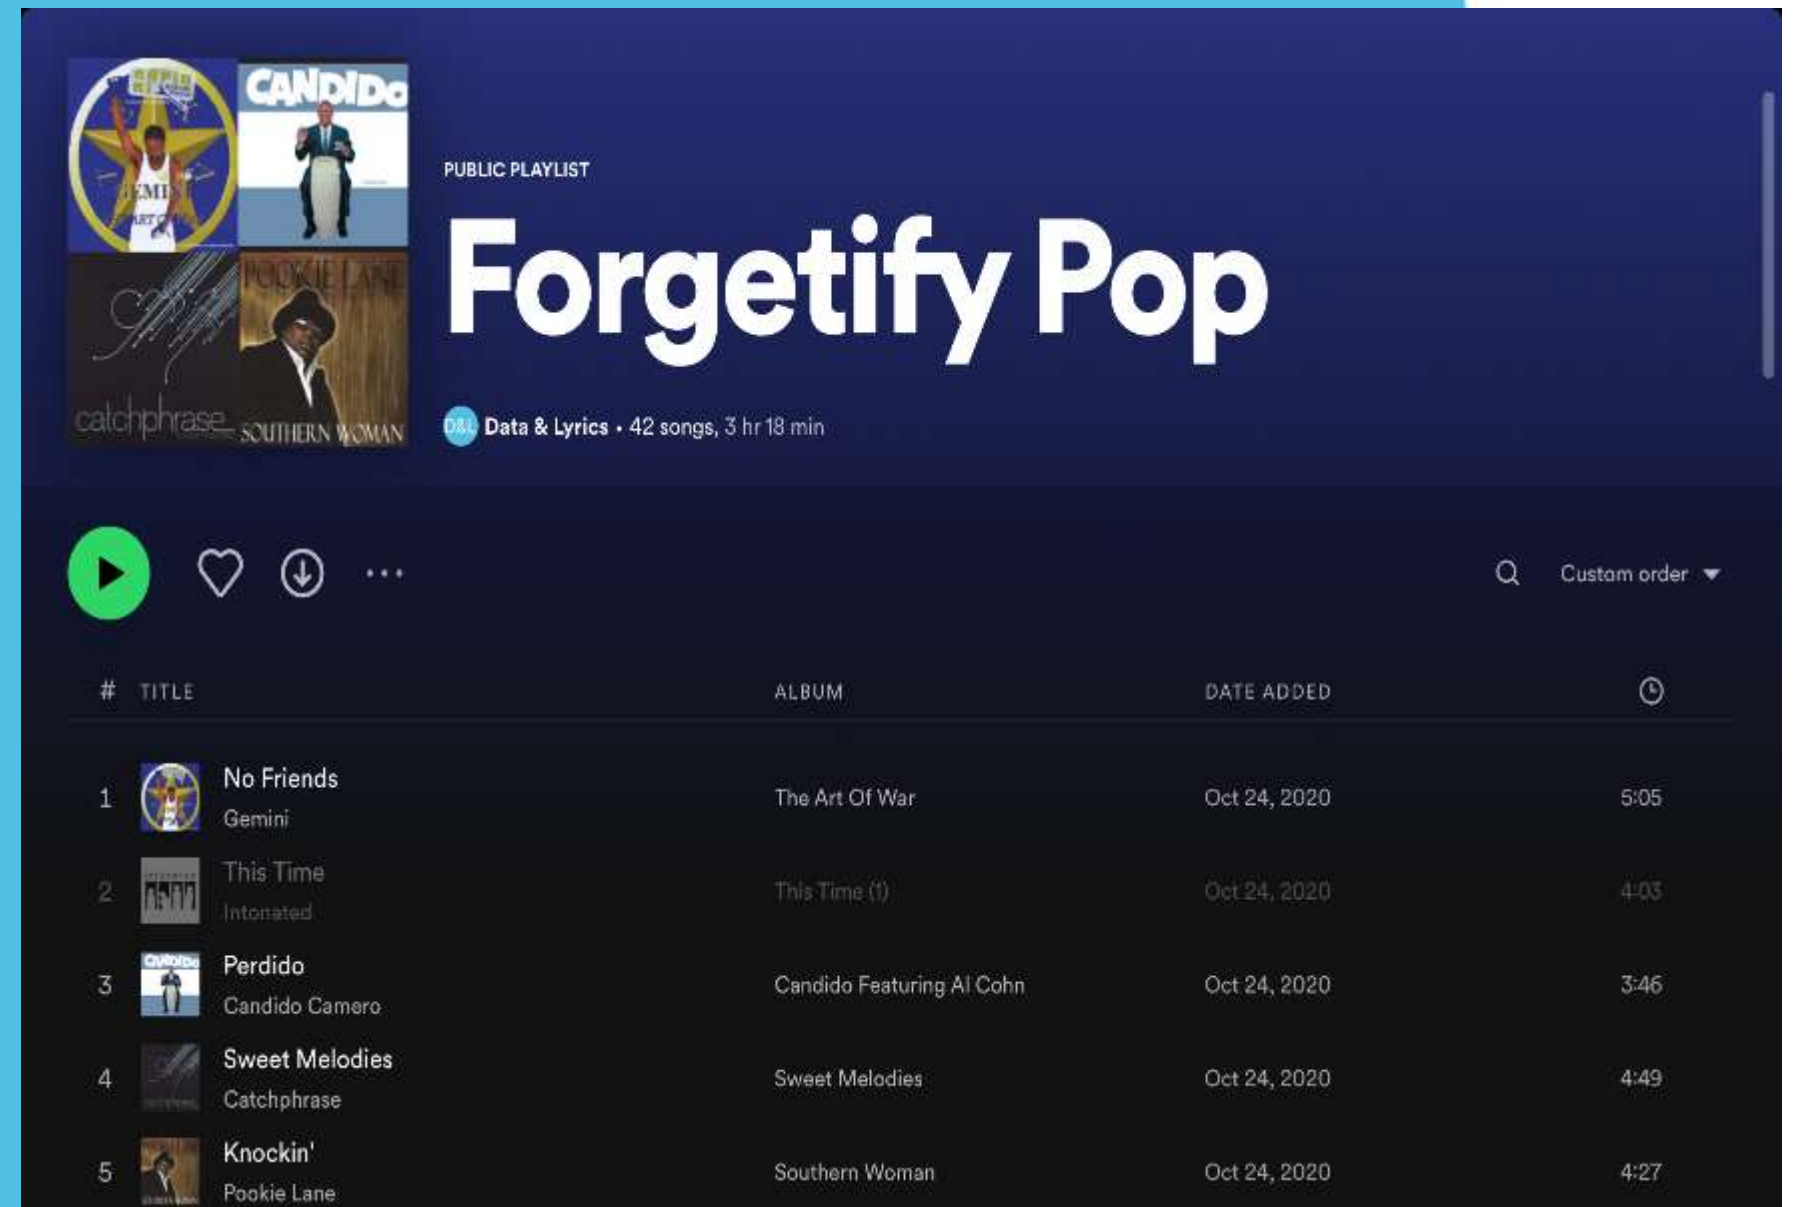 CANDIDO
GEMINI
POOKIE LANE
catchphrase
SOUTHERN WOMAN
PUBLIC PLAYLIST
Forgetify Pop
D&L Data & Lyrics • 42 songs, 3 hr 18 min
Custom order
# TITLE ALBUM DATE ADDED
1 No Friends The Art Of War Oct 24, 2020 5:05
Gemini
2 This Time This Time (1) Oct 24, 2020 4:03
Intonated
CANDIDO
3 Perdido Candido Featuring Al Cohn Oct 24, 2020 3:46
Candido Camero
4 Sweet Melodies Sweet Melodies Oct 24, 2020 4:49
Catchphrase
5 Knockin' Southern Woman Oct 24, 2020 4:27
Pookie Lane